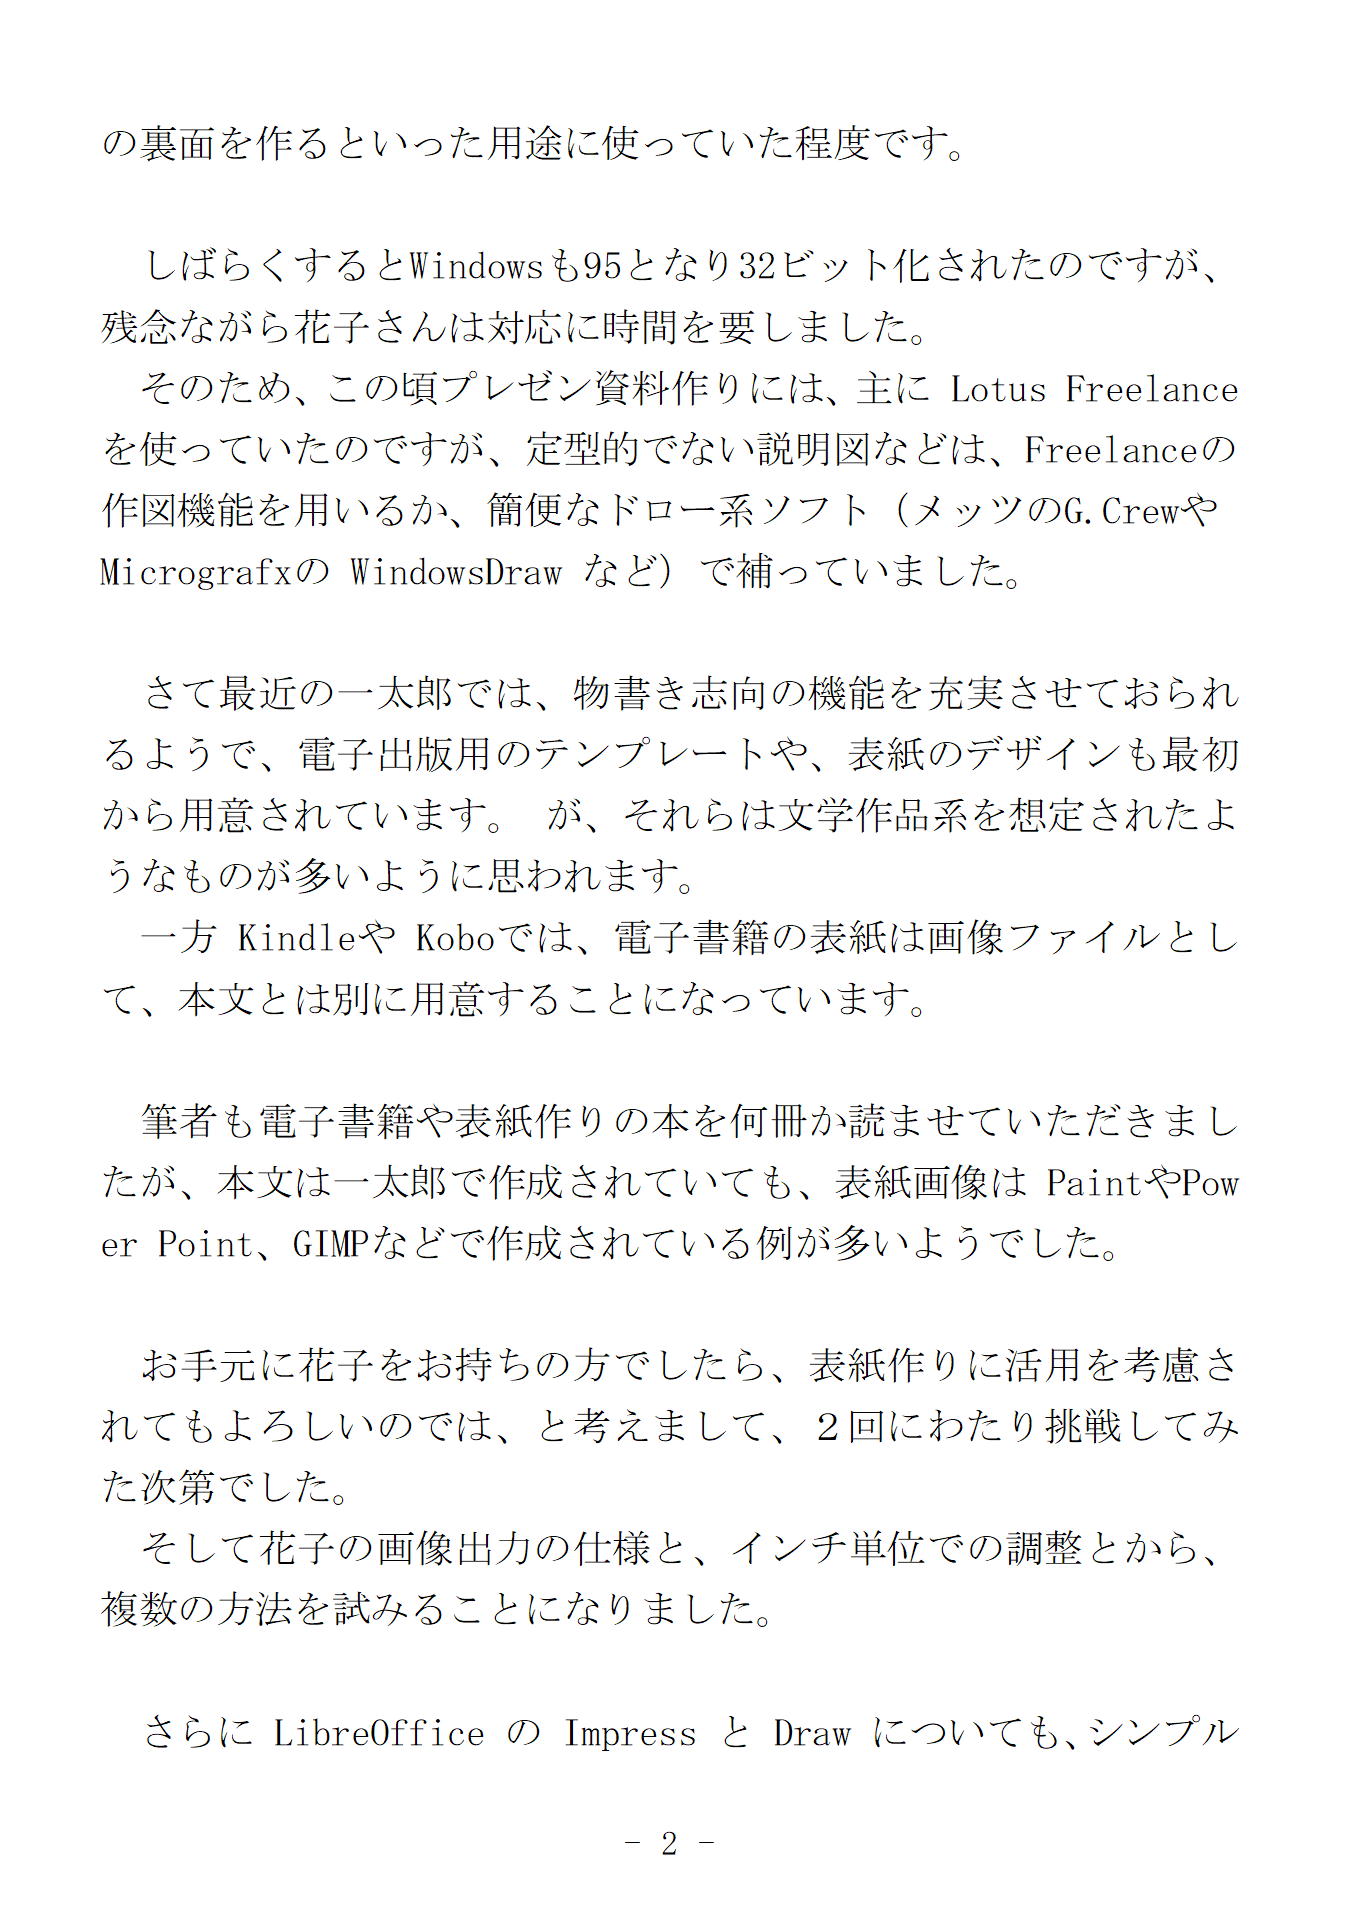 の裏面を作るといった用途に使っていた程度です。
　しばらくするとWindowsも95となり32ビット化されたのですが、
残念ながら花子さんは対応に時間を要しました。
　そのため、この頃プレゼン資料作りには、主に Lotus Freelance
を使っていたのですが、定型的でない説明図などは、Freelanceの
作図機能を用いるか、簡便なドロー系ソフト（メッツのG.Crewや
Micrografxの WindowsDraw など）で補っていました。
　さて最近の一太郎では、物書き志向の機能を充実させておられ
るようで、電子出版用のテンプレートや、表紙のデザインも最初
から用意されています。 が、それらは文学作品系を想定されたよ
うなものが多いように思われます。
　一方 Kindleや Koboでは、電子書籍の表紙は画像ファイルとし
て、本文とは別に用意することになっています。
　筆者も電子書籍や表紙作りの本を何冊か読ませていただきまし
たが、本文は一太郎で作成されていても、表紙画像は PaintやPow
er Point、GIMPなどで作成されている例が多いようでした。
　お手元に花子をお持ちの方でしたら、表紙作りに活用を考慮さ
れてもよろしいのでは、と考えまして、２回にわたり挑戦してみ
た次第でした。
　そして花子の画像出力の仕様と、インチ単位での調整とから、
複数の方法を試みることになりました。
　さらに LibreOffice の Impress と Draw についても、シンプル
- 2 -